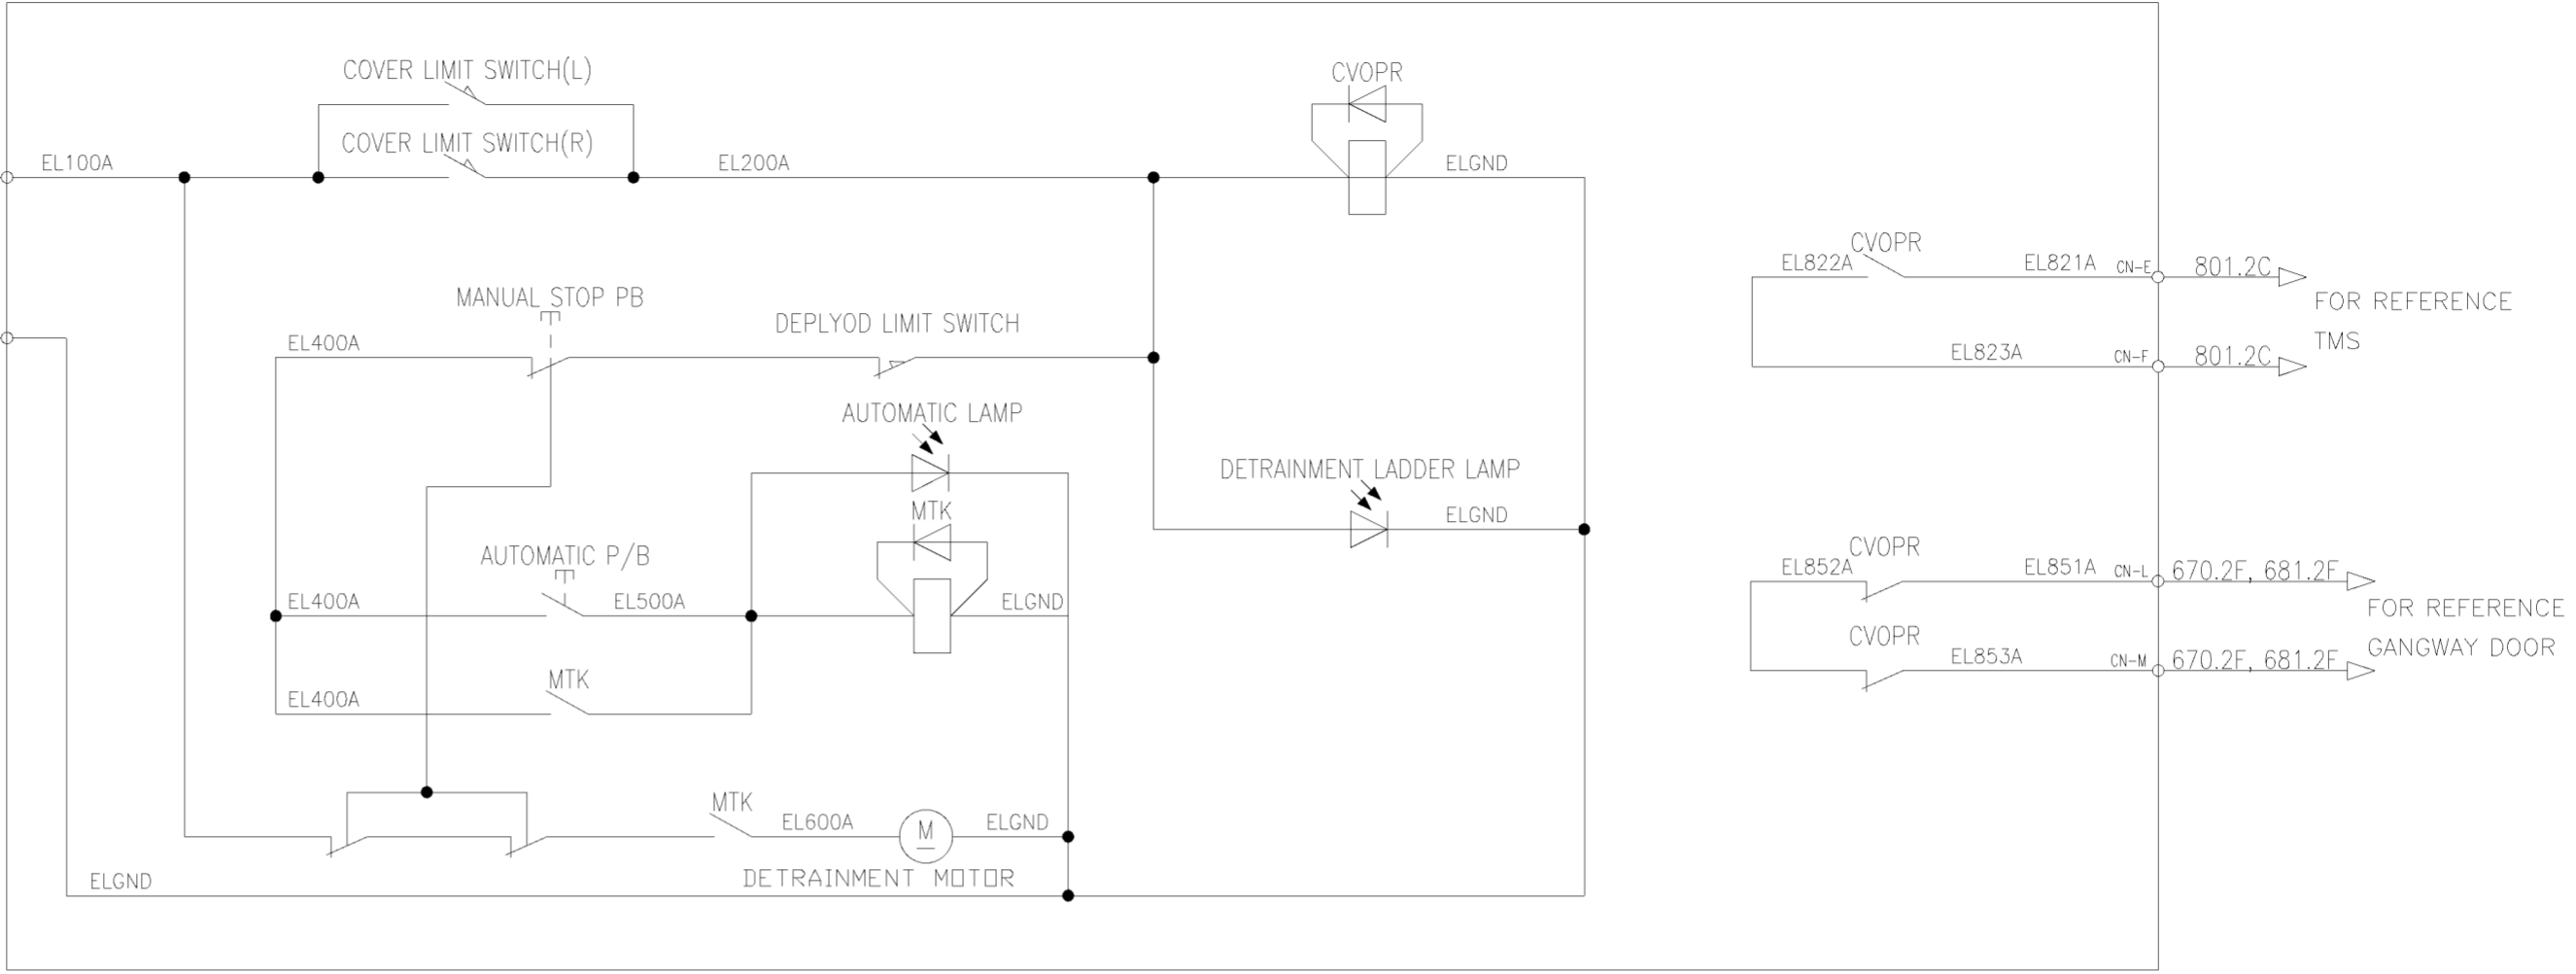 COVER LIMIT SWITCH(L)
CVOPR
COVER LIMIT SWITCH(R)
EL100A
EL200A
ELGND
CVOPR
EL822A
EL821A
CN-E
801.2C
MANUAL STOP PB
FOR REFERENCE
DEPLYOD LIMIT SWITCH
EL400A
TMS
EL823A
CN-F
801.2C
AUTOMATIC LAMP
DETRAINMENT LADDER LAMP
MTK
ELGND
AUTOMATIC P/B
CVOPR
EL852A
EL851A
CN-L
670.2F, 681.2F
EL400A
EL500A
ELGND
FOR REFERENCE
CVOPR
GANGWAY DOOR
EL853A
CN-M
670.2F, 681.2F
MTK
EL400A
MTK
EL600A
M
ELGND
DETRAINMENT MOTOR
ELGND